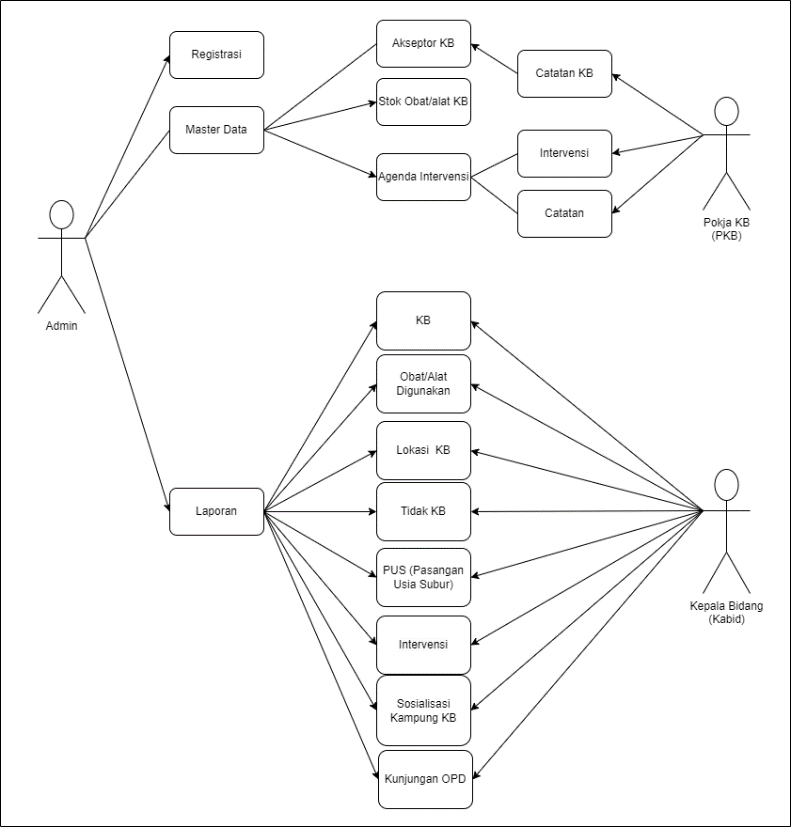 Registrasi
Akseptor KB
Catatan KB
Stok Obat/alat KB
Master Data
Intervensi
Agenda Intervensi
Catatan
Pokja KB
(PKB)
Admin
KB
Obat/Alat
Digunakan
Lokasi KB
Laporan
Tidak KB
PUS (Pasangan
Usia Subur)
Kepala Bidang
(Kabid)
Intervensi
Sosialisasi
Kampung KB
Kunjungan OPD